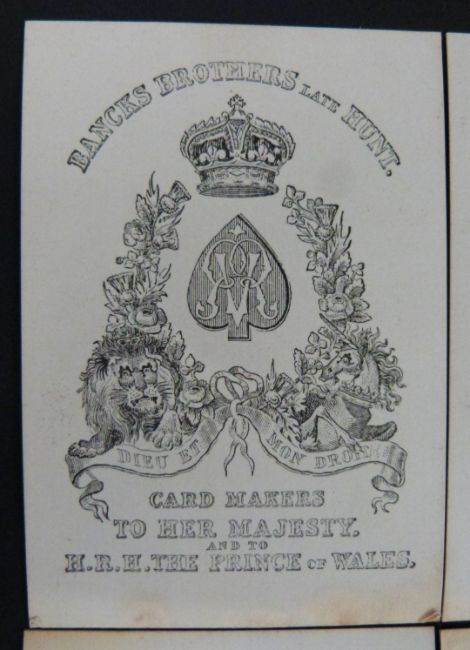 BANCKS BROTHERS LATE HUNT.
DIEU ET MON DROIT
CARD MAKERS
TO HER MAJESTY.
AND TO
H.R.H. THE PRINCE OF WALES.